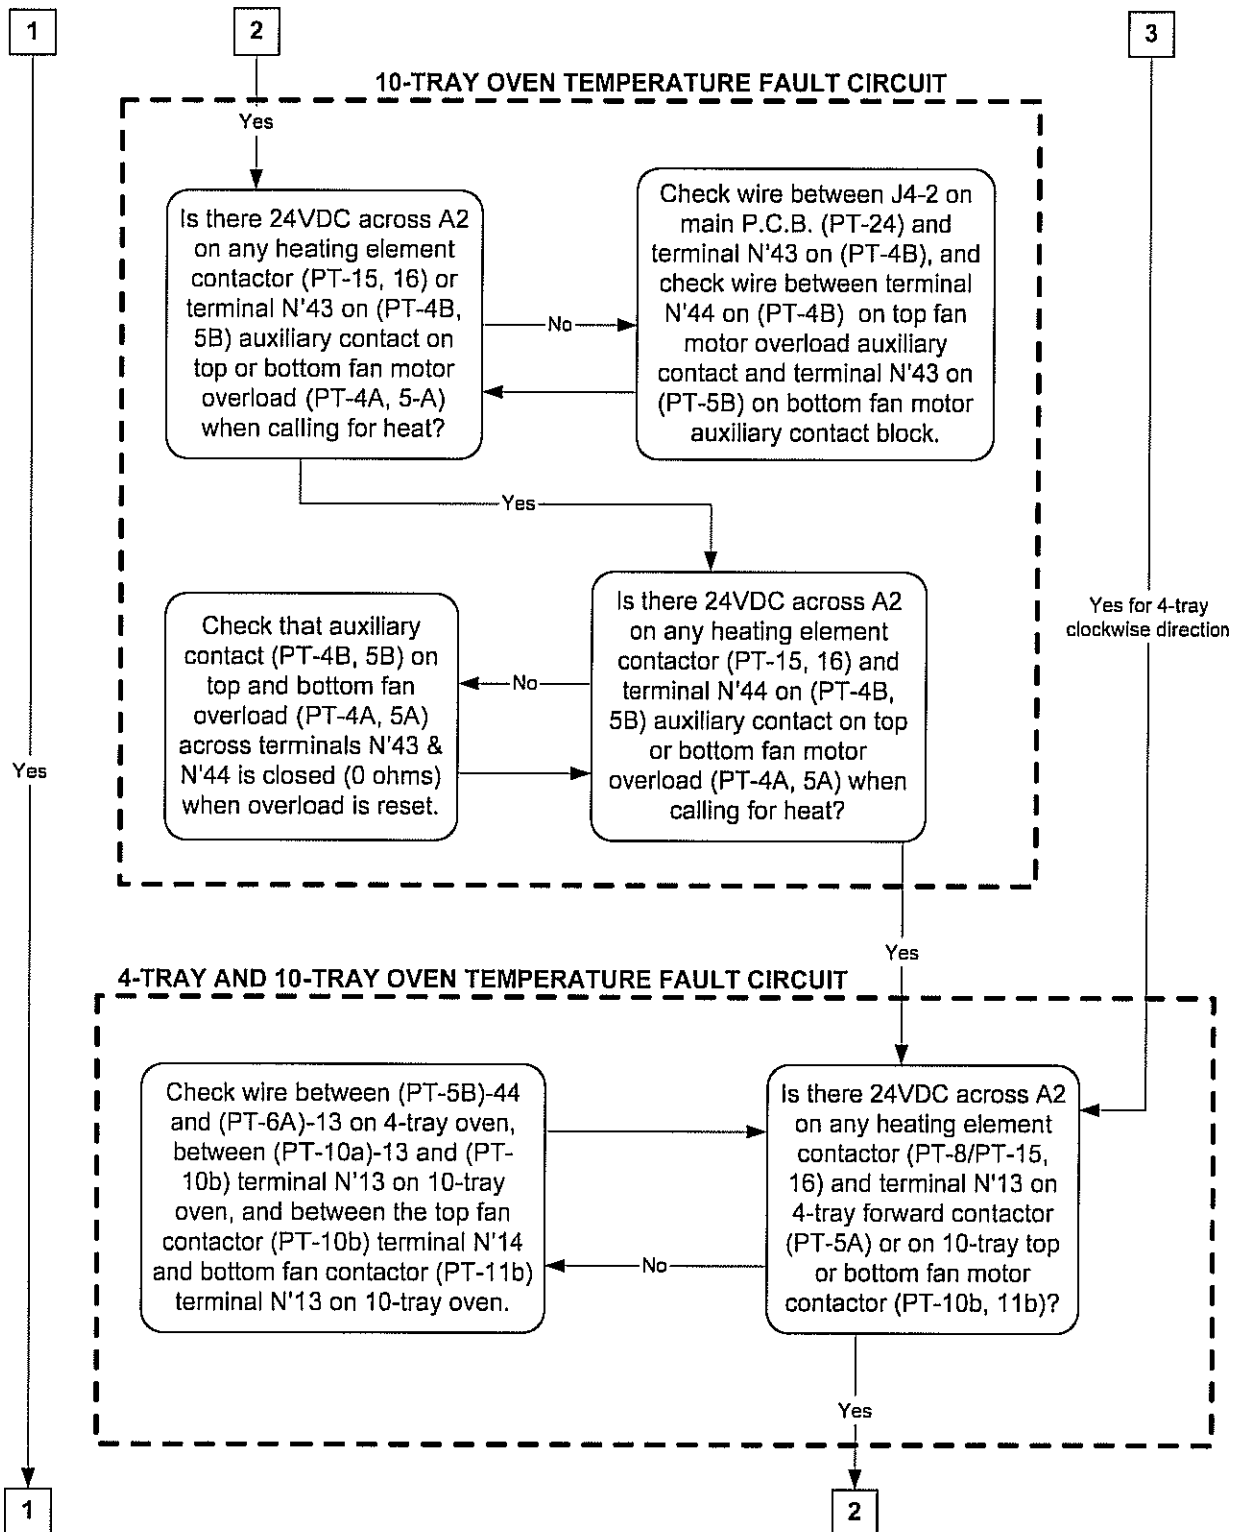 1
2
3
10-TRAY OVEN TEMPERATURE FAULT CIRCUIT
Yes
Is there 24VDC across A2
on any heating element
contactor (PT-15, 16) or
terminal N'43 on (PT-4B,
5B) auxiliary contact on
top or bottom fan motor
overload (PT-4A, 5-A)
when calling for heat?
No
Check wire between J4-2 on
main P.C.B. (PT-24) and
terminal N'43 on (PT-4B), and
check wire between terminal
N'44 on (PT-4B) on top fan
motor overload auxiliary
contact and terminal N'43 on
(PT-5B) on bottom fan motor
auxiliary contact block.
Yes
Check that auxiliary
contact (PT-4B, 5B) on
top and bottom fan
overload (PT-4A, 5A)
across terminals N'43 &
N'44 is closed (0 ohms)
when overload is reset.
No
Is there 24VDC across A2
on any heating element
contactor (PT-15, 16) and
terminal N'44 on (PT-4B,
5B) auxiliary contact on top
or bottom fan motor
overload (PT-4A, 5A) when
calling for heat?
Yes for 4-tray
clockwise direction
Yes
Yes
4-TRAY AND 10-TRAY OVEN TEMPERATURE FAULT CIRCUIT
Check wire between (PT-5B)-44
and (PT-6A)-13 on 4-tray oven,
between (PT-10a)-13 and (PT-
10b) terminal N'13 on 10-tray
oven, and between the top fan
contactor (PT-10b) terminal N'14
and bottom fan contactor (PT-11b)
terminal N'13 on 10-tray oven.
No
Is there 24VDC across A2
on any heating element
contactor (PT-8/PT-15,
16) and terminal N'13 on
4-tray forward contactor
(PT-5A) or on 10-tray top
or bottom fan motor
contactor (PT-10b, 11b)?
Yes
1
2